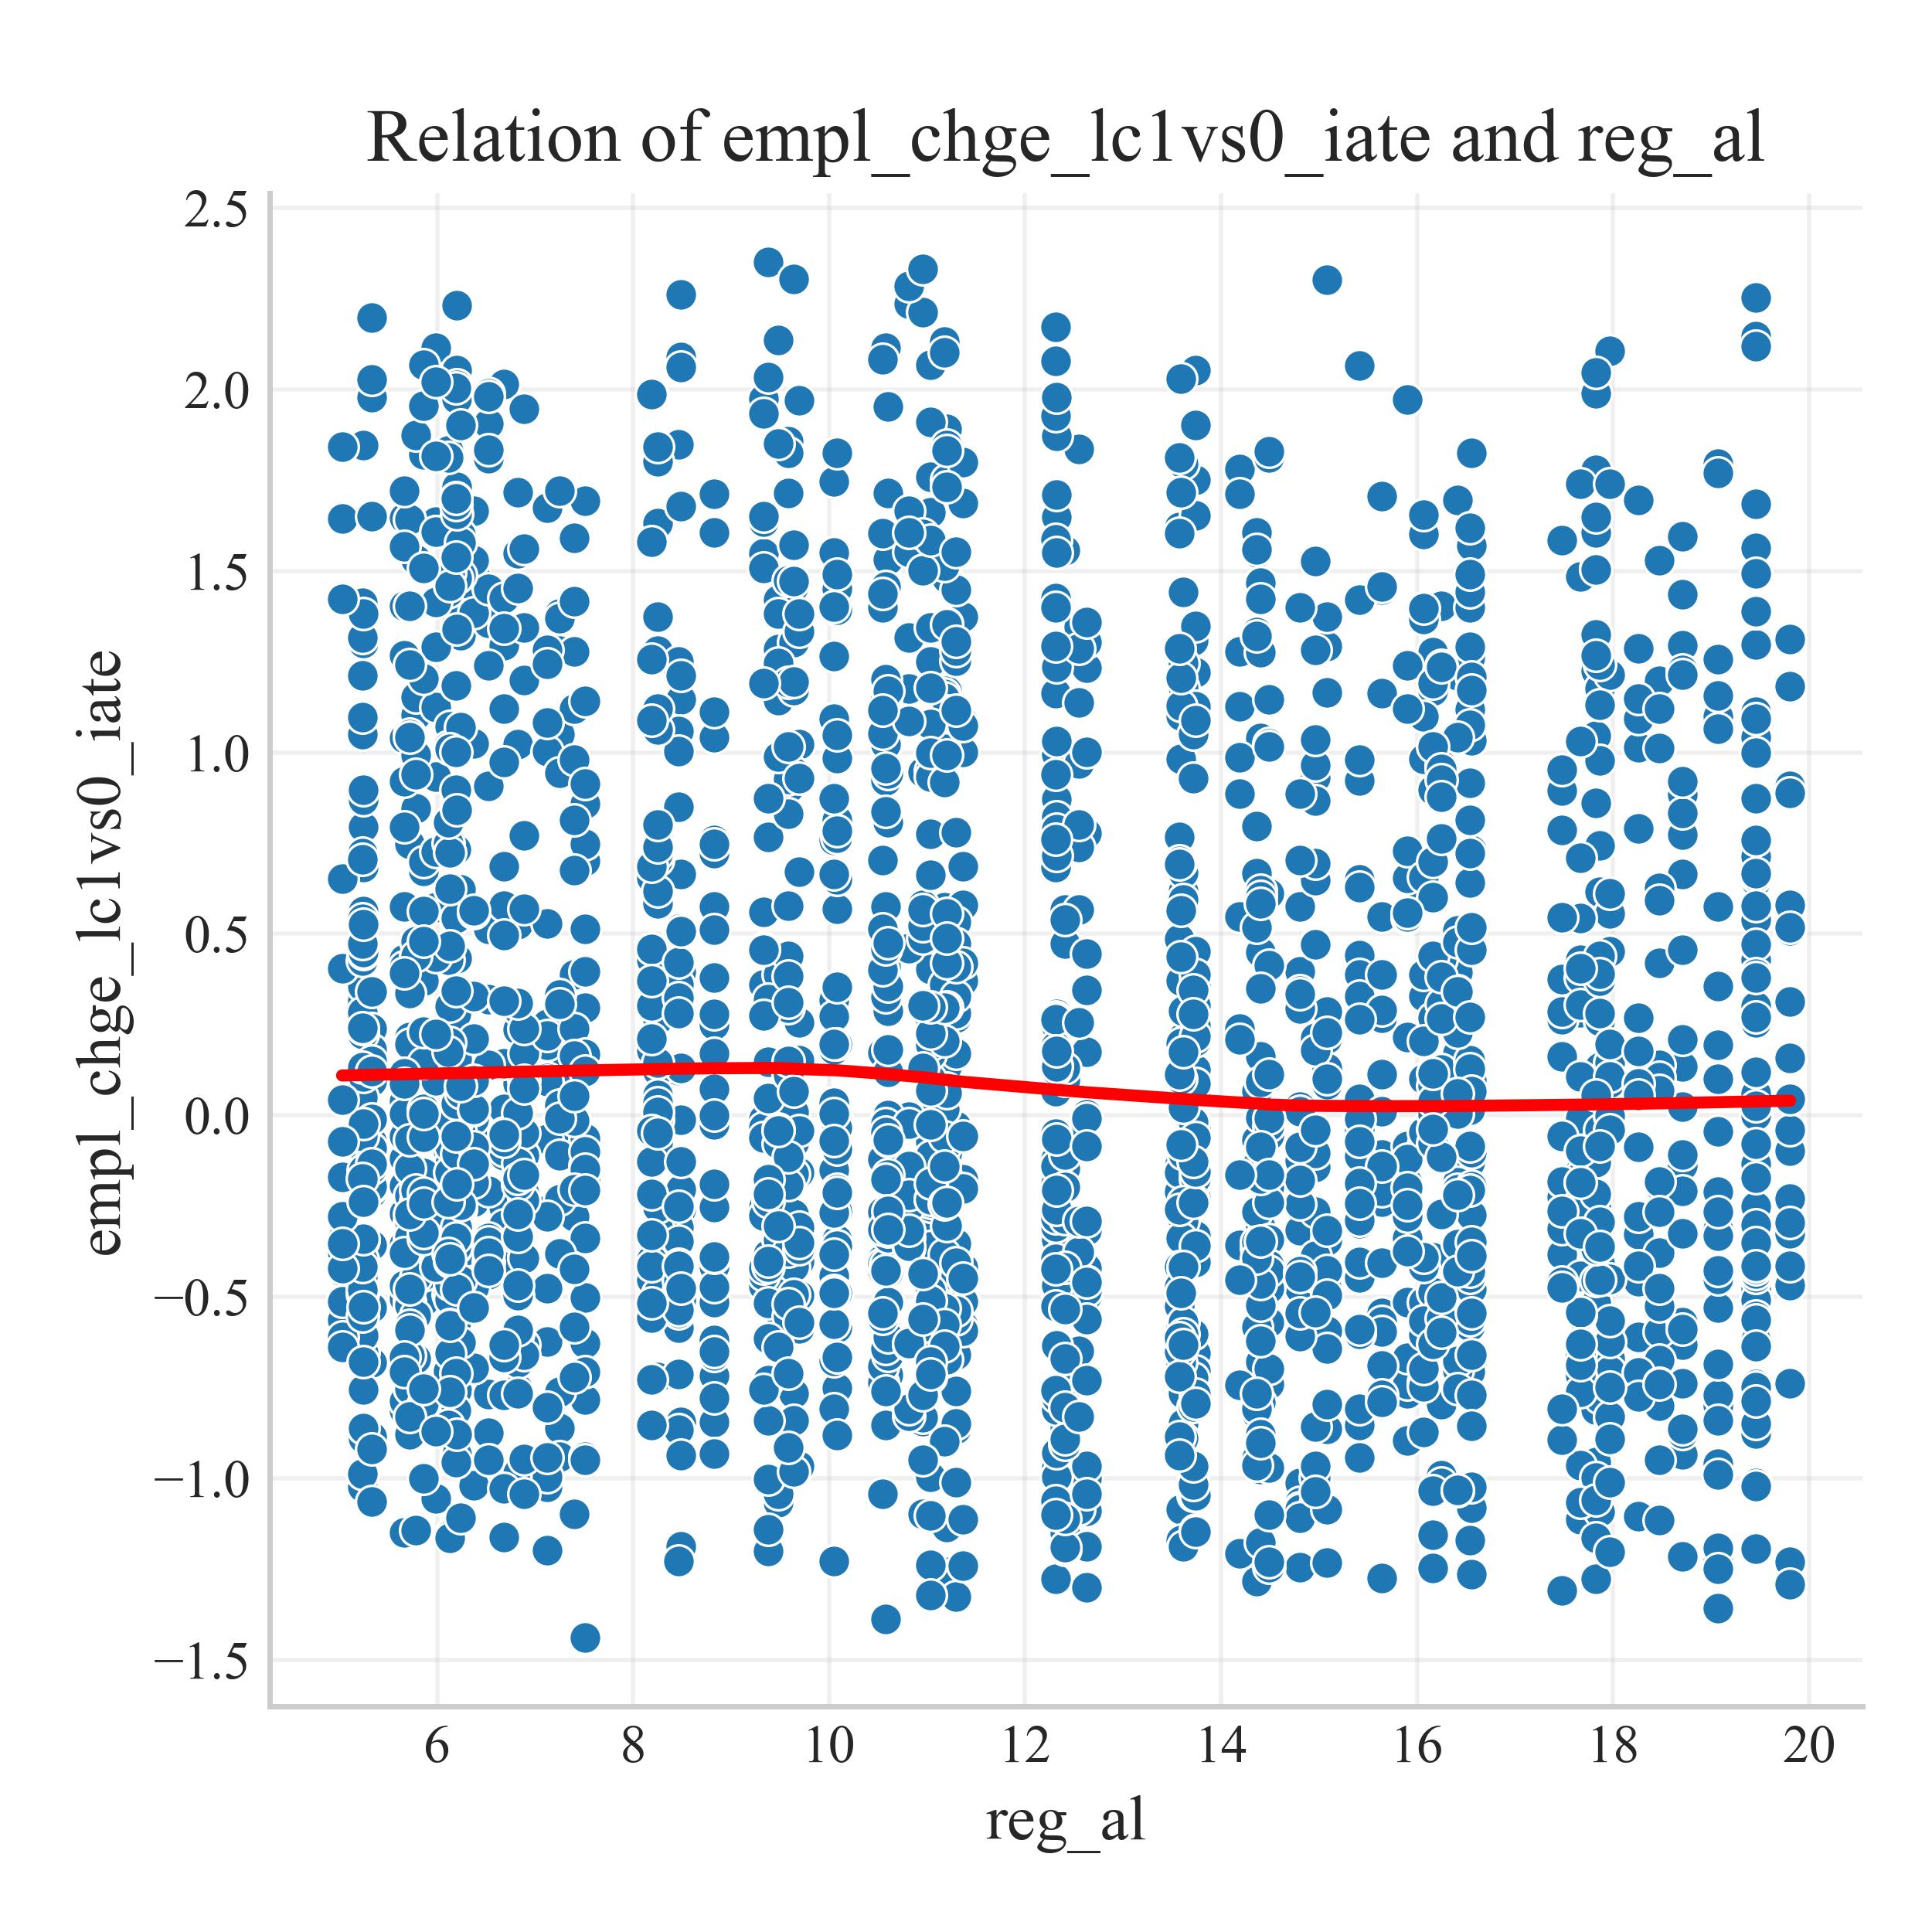 Relation of empl_chge_lc1vs0_iate and reg_al
empl_chge_lc1vs0_iate
2.5
2.0
1.5
1.0
0.5
0.0
−0.5
−1.0
−1.5
6 8 10 12 14 16 18 20
reg_al